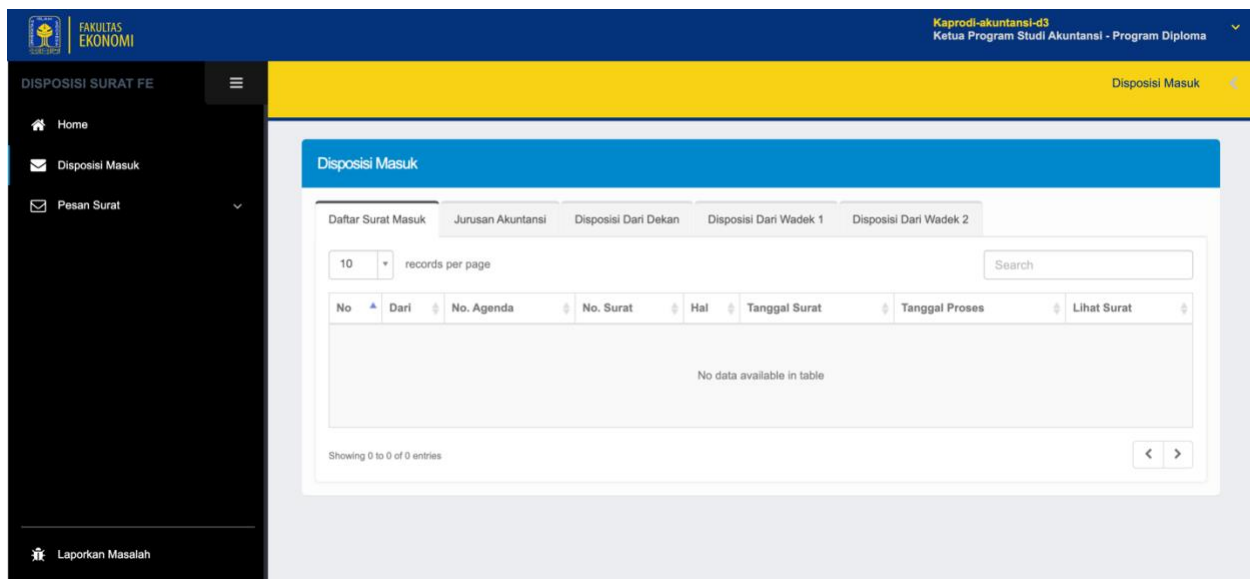 FAKULTAS
EKONOMI
Kaprodi-akuntansi-d3
Ketua Program Studi Akuntansi - Program Diploma
DISPOSISI SURAT FE
Disposisi Masuk
Home
Disposisi Masuk
Pesan Surat
Disposisi Masuk
Daftar Surat Masuk Jurusan Akuntansi Disposisi Dari Dekan Disposisi Dari Wadek 1 Disposisi Dari Wadek 2
10 records per page Search
No Dari No. Agenda No. Surat Hal Tanggal Surat Tanggal Proses Lihat Surat
No data available in table
Showing 0 to 0 of 0 entries
Laporkan Masalah